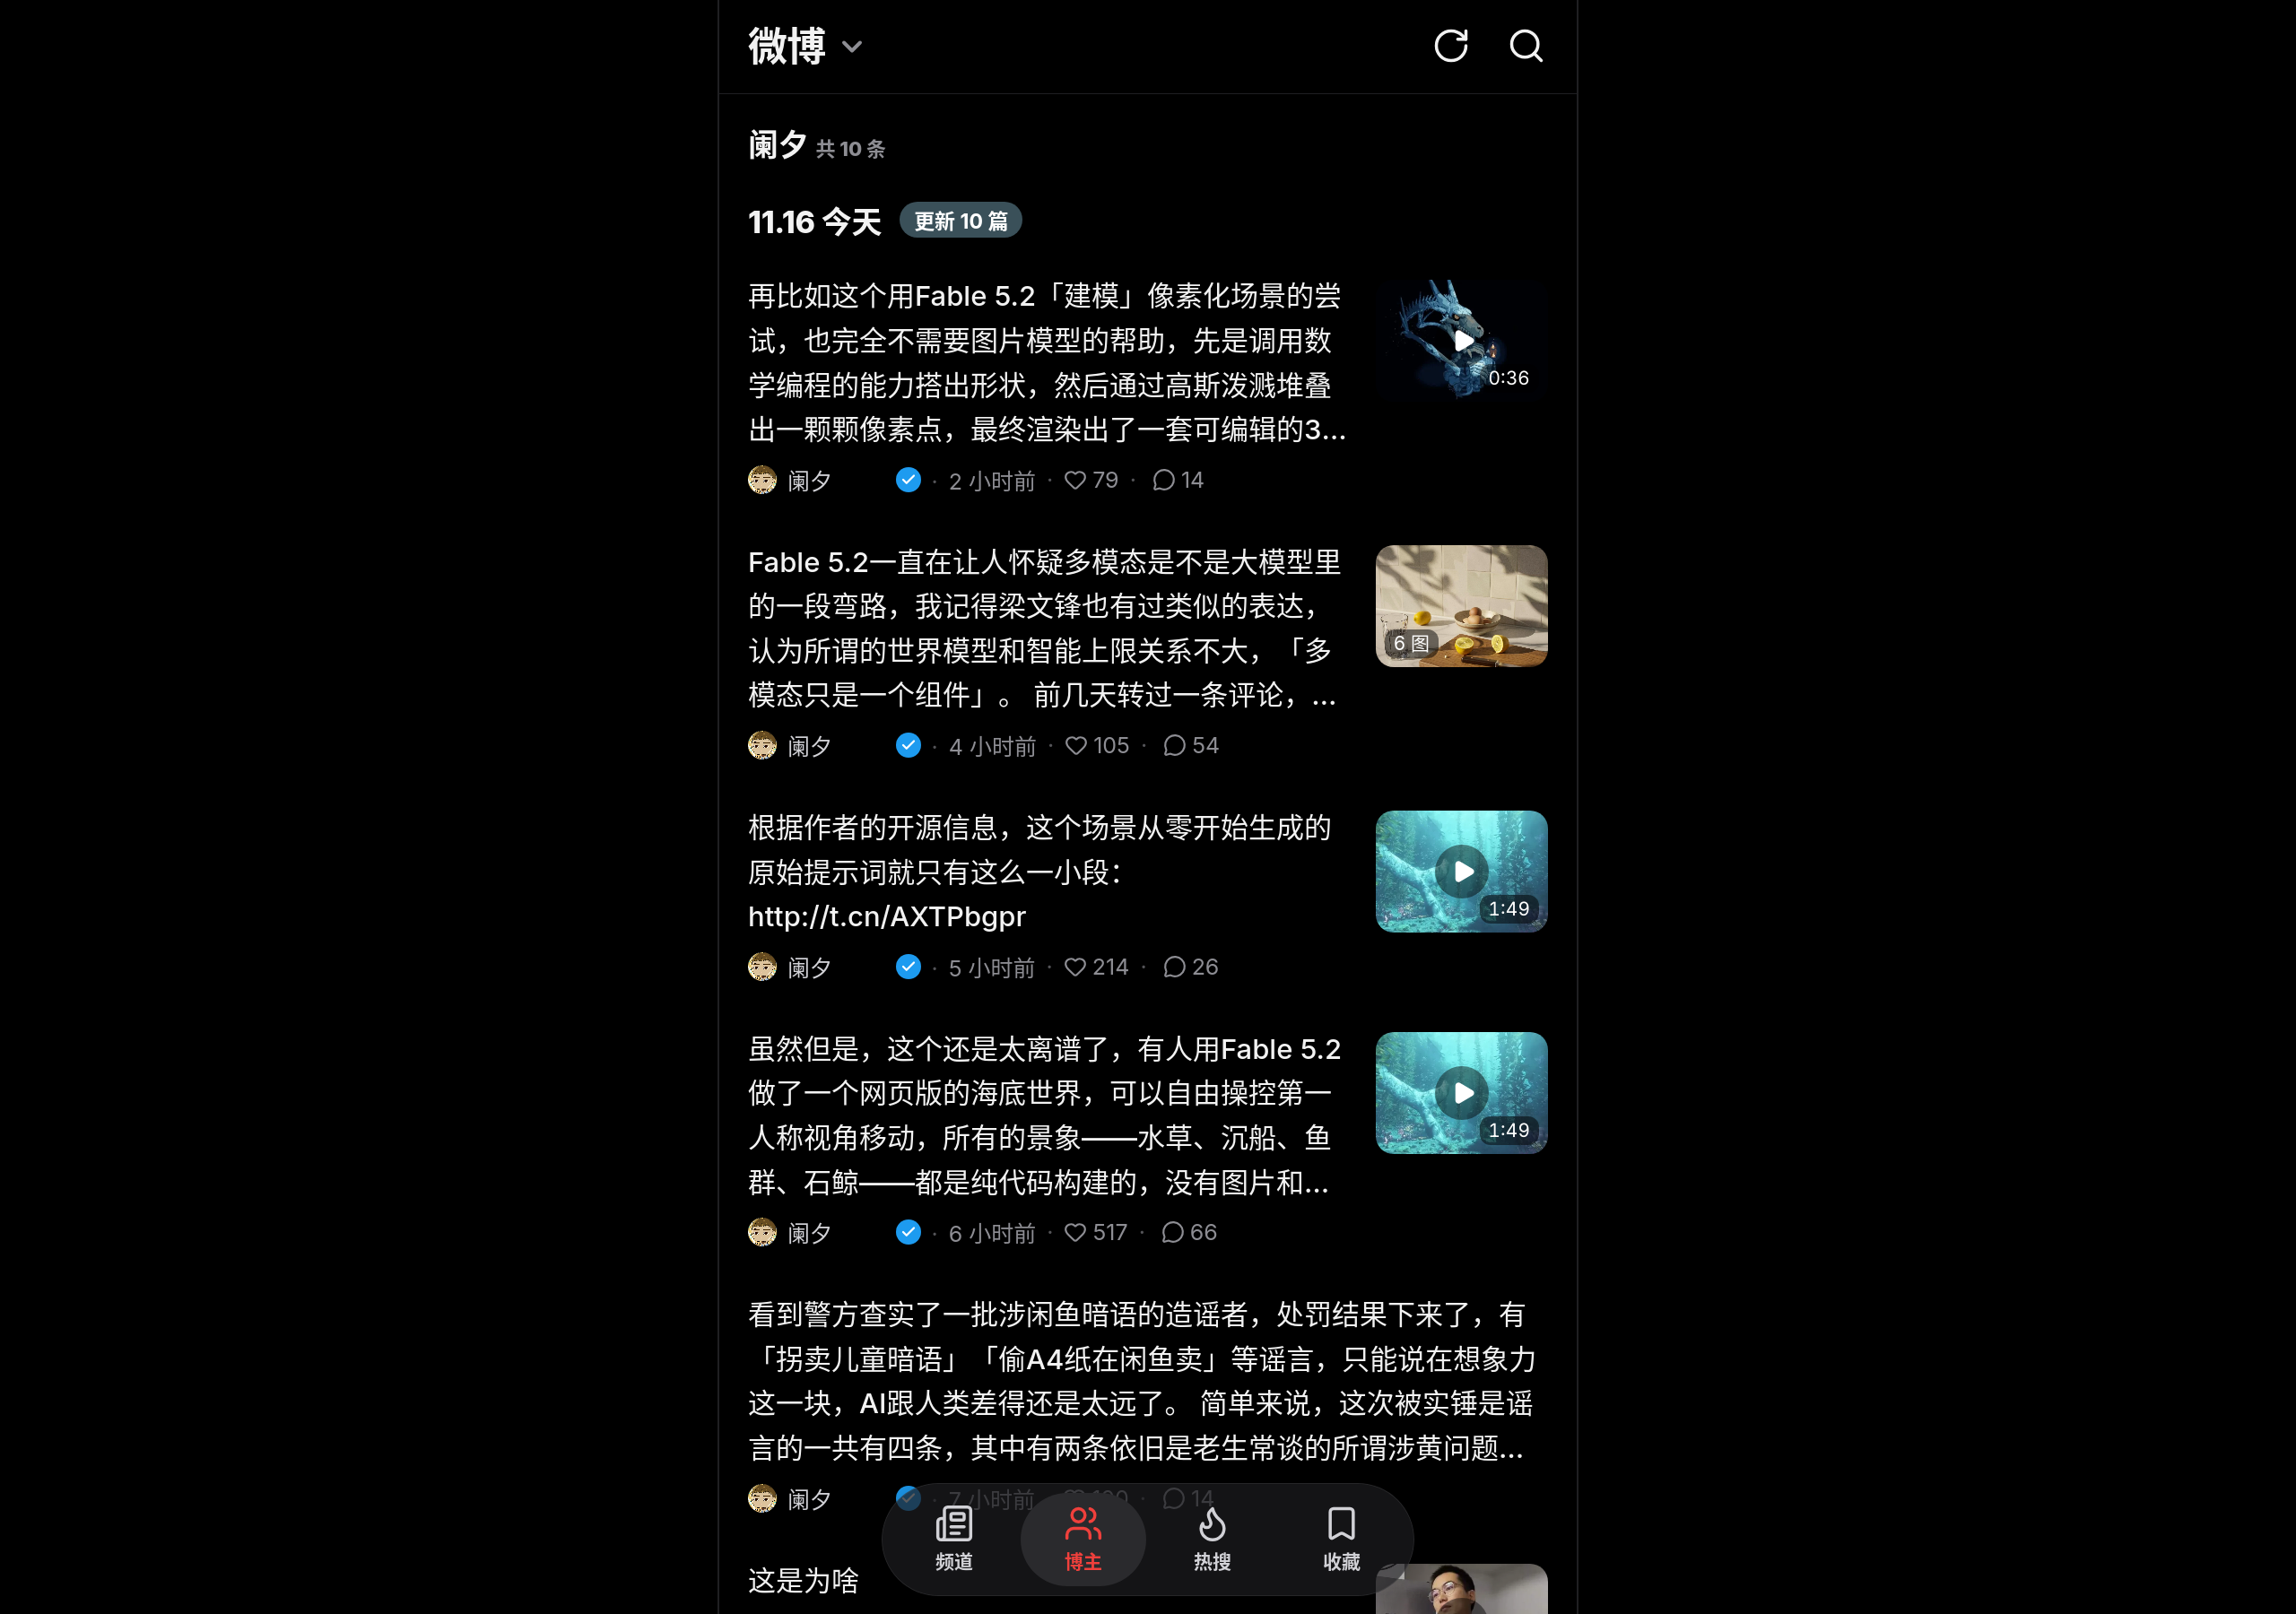 微博
阑夕 共 10 条
11.16 今天 更新 10 篇
再比如这个用Fable 5.2「建模」像素化场景的尝
试，也完全不需要图片模型的帮助，先是调用数
学编程的能力搭出形状，然后通过高斯泼溅堆叠
出一颗颗像素点，最终渲染出了一套可编辑的3...
0:36
阑夕 · 2 小时前 · 79 · 14
Fable 5.2一直在让人怀疑多模态是不是大模型里
的一段弯路，我记得梁文锋也有过类似的表达，
认为所谓的世界模型和智能上限关系不大，「多
模态只是一个组件」。 前几天转过一条评论，...
6 图
阑夕 · 4 小时前 · 105 · 54
根据作者的开源信息，这个场景从零开始生成的
原始提示词就只有这么一小段：
http://t.cn/AXTPbgpr
1:49
阑夕 · 5 小时前 · 214 · 26
虽然但是，这个还是太离谱了，有人用Fable 5.2
做了一个网页版的海底世界，可以自由操控第一
人称视角移动，所有的景象——水草、沉船、鱼
群、石鲸——都是纯代码构建的，没有图片和...
1:49
阑夕 · 6 小时前 · 517 · 66
看到警方查实了一批涉闲鱼暗语的造谣者，处罚结果下来了，有
「拐卖儿童暗语」「偷A4纸在闲鱼卖」等谣言，只能说在想象力
这一块，AI跟人类差得还是太远了。 简单来说，这次被实锤是谣
言的一共有四条，其中有两条依旧是老生常谈的所谓涉黄问题...
阑夕 · 7 小时前 · 14
这是为啥
频道 博主 热搜 收藏